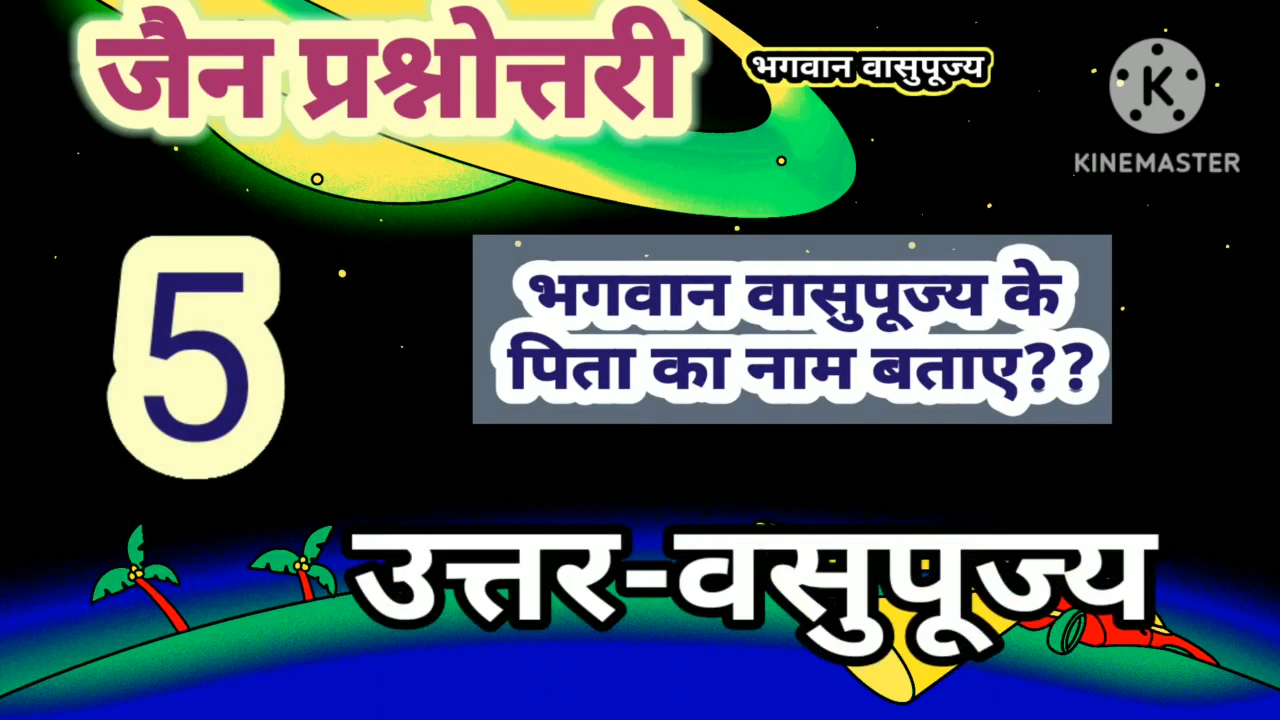 जैन प्रश्नोत्तरी
भगवान वासुपूज्य
K
KINEMASTER
5
भगवान वासुपूज्य के
पिता का नाम बताए??
उत्तर-वसुपूज्य